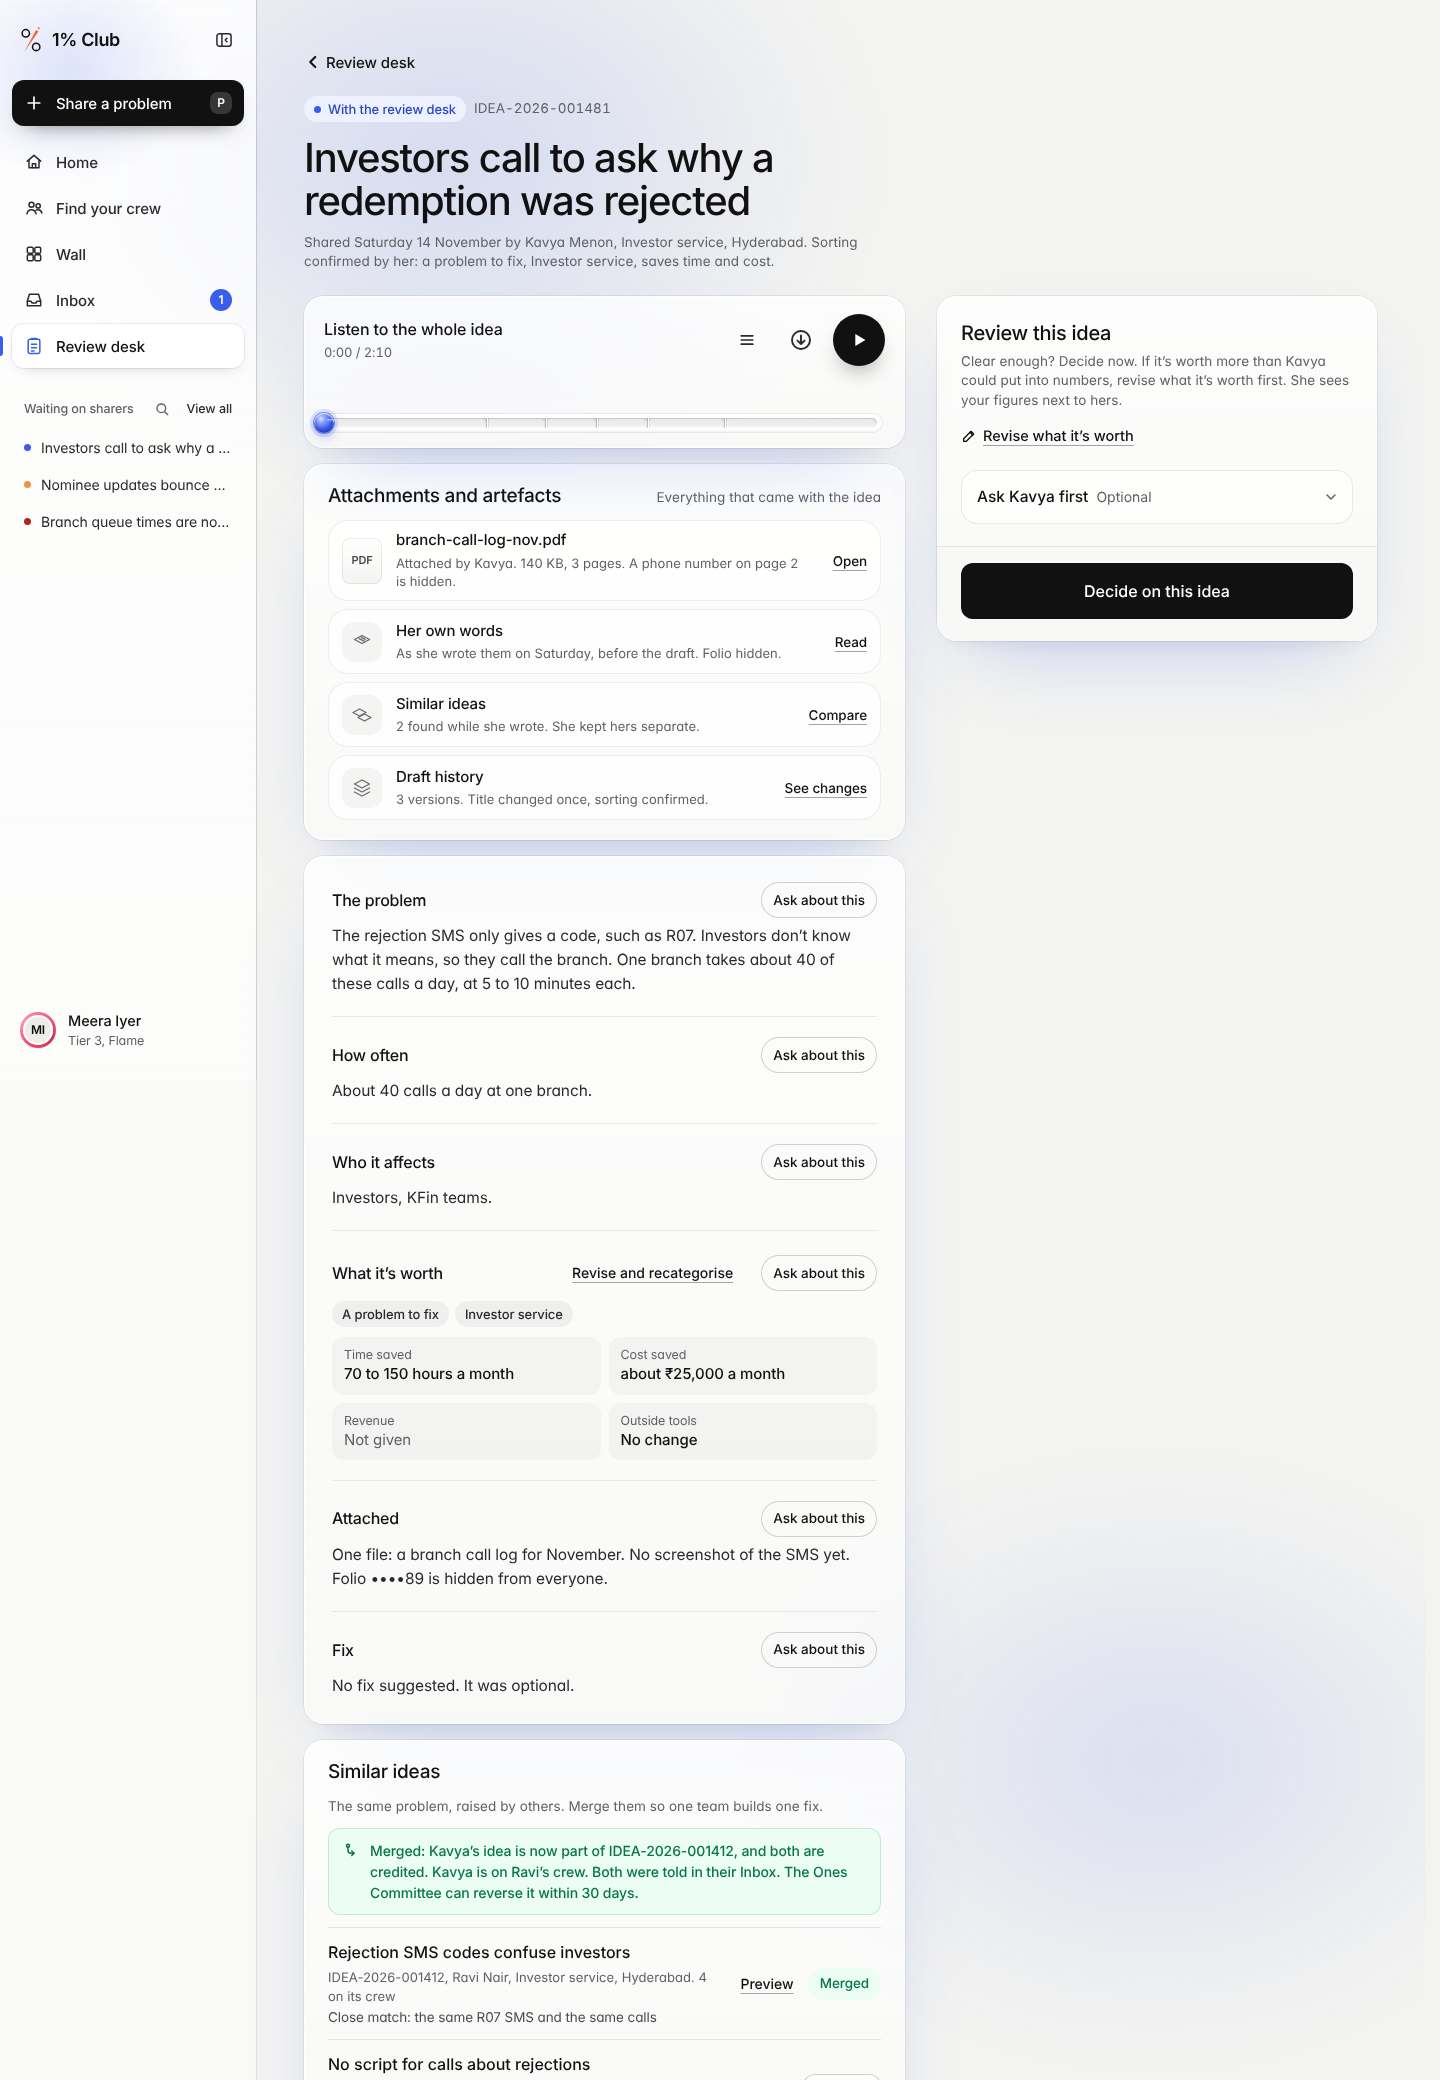 1% Club
Share a problem
P
Home
Find your crew
Wall
Inbox
1
Review desk
Waiting on sharers
View all
Investors call to ask why a ...
Nominee updates bounce ...
Branch queue times are no...
MI
Meera Iyer
Tier 3, Flame
Review desk
With the review desk
IDEA-2026-001481
Investors call to ask why a
redemption was rejected
Shared Saturday 14 November by Kavya Menon, Investor service, Hyderabad. Sorting
confirmed by her: a problem to fix, Investor service, saves time and cost.
Listen to the whole idea
0:00 / 2:10
Attachments and artefacts
Everything that came with the idea
PDF
branch-call-log-nov.pdf
Attached by Kavya. 140 KB, 3 pages. A phone number on page 2
is hidden.
Open
Her own words
As she wrote them on Saturday, before the draft. Folio hidden.
Read
Similar ideas
2 found while she wrote. She kept hers separate.
Compare
Draft history
3 versions. Title changed once, sorting confirmed.
See changes
The problem
Ask about this
The rejection SMS only gives a code, such as R07. Investors don’t know
what it means, so they call the branch. One branch takes about 40 of
these calls a day, at 5 to 10 minutes each.
How often
Ask about this
About 40 calls a day at one branch.
Who it affects
Ask about this
Investors, KFin teams.
What it’s worth
Revise and recategorise
Ask about this
A problem to fix
Investor service
Time saved
70 to 150 hours a month
Cost saved
about ₹25,000 a month
Revenue
Not given
Outside tools
No change
Attached
Ask about this
One file: a branch call log for November. No screenshot of the SMS yet.
Folio ••••89 is hidden from everyone.
Fix
Ask about this
No fix suggested. It was optional.
Similar ideas
The same problem, raised by others. Merge them so one team builds one fix.
Merged: Kavya’s idea is now part of IDEA-2026-001412, and both are
credited. Kavya is on Ravi’s crew. Both were told in their Inbox. The Ones
Committee can reverse it within 30 days.
Rejection SMS codes confuse investors
IDEA-2026-001412, Ravi Nair, Investor service, Hyderabad. 4
on its crew
Close match: the same R07 SMS and the same calls
Preview
Merged
No script for calls about rejections
Review this idea
Clear enough? Decide now. If it’s worth more than Kavya
could put into numbers, revise what it’s worth first. She sees
your figures next to hers.
Revise what it’s worth
Ask Kavya first Optional
Decide on this idea